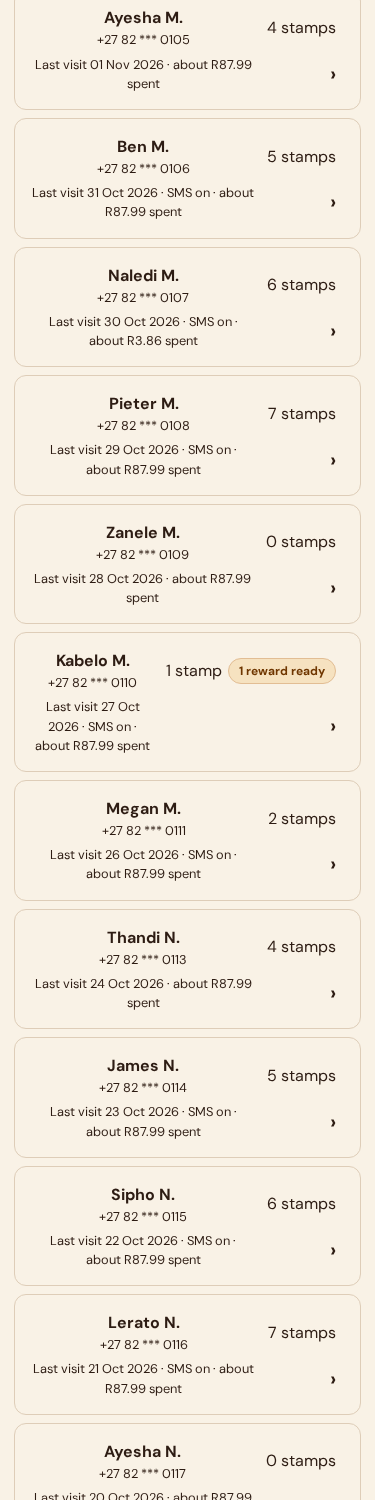 Ayesha M.
+27 82 *** 0105
Last visit 01 Nov 2026 · about R87.99
spent
4 stamps
›
Ben M.
+27 82 *** 0106
Last visit 31 Oct 2026 · SMS on · about
R87.99 spent
5 stamps
›
Naledi M.
+27 82 *** 0107
Last visit 30 Oct 2026 · SMS on ·
about R3.86 spent
6 stamps
›
Pieter M.
+27 82 *** 0108
Last visit 29 Oct 2026 · SMS on ·
about R87.99 spent
7 stamps
›
Zanele M.
+27 82 *** 0109
Last visit 28 Oct 2026 · about R87.99
spent
0 stamps
›
Kabelo M.
+27 82 *** 0110
Last visit 27 Oct
2026 · SMS on ·
about R87.99 spent
1 stamp
1 reward ready
›
Megan M.
+27 82 *** 0111
Last visit 26 Oct 2026 · SMS on ·
about R87.99 spent
2 stamps
›
Thandi N.
+27 82 *** 0113
Last visit 24 Oct 2026 · about R87.99
spent
4 stamps
›
James N.
+27 82 *** 0114
Last visit 23 Oct 2026 · SMS on ·
about R87.99 spent
5 stamps
›
Sipho N.
+27 82 *** 0115
Last visit 22 Oct 2026 · SMS on ·
about R87.99 spent
6 stamps
›
Lerato N.
+27 82 *** 0116
Last visit 21 Oct 2026 · SMS on · about
R87.99 spent
7 stamps
›
Ayesha N.
+27 82 *** 0117
Last visit 20 Oct 2026 · about R87.99
0 stamps